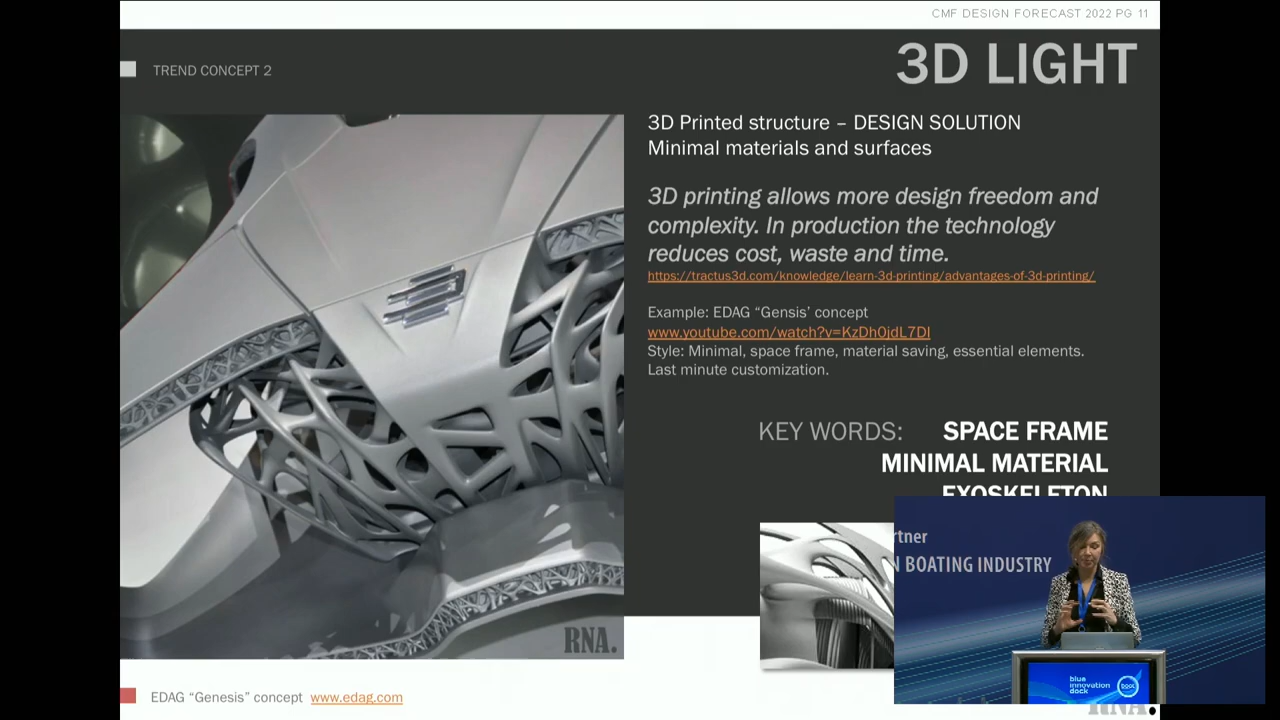 CMF DESIGN FORECAST 2022 PG 11
TREND CONCEPT 2
3D LIGHT
3D Printed structure – DESIGN SOLUTION
Minimal materials and surfaces
3D printing allows more design freedom and
complexity. In production the technology
reduces cost, waste and time.
https://tractus3d.com/knowledge/learn-3d-printing/advantages-of-3d-printing/
Example: EDAG “Gensis’ concept
www.youtube.com/watch?v=KzDh0jdL7DI
Style: Minimal, space frame, material saving, essential elements.
Last minute customization.
KEY WORDS: SPACE FRAME
MINIMAL MATERIAL
EXOSKELETON
rtner
N BOATING INDUSTRY
blue
innovation
dock
RNA.
EDAG “Genesis” concept www.edag.com
RNA.